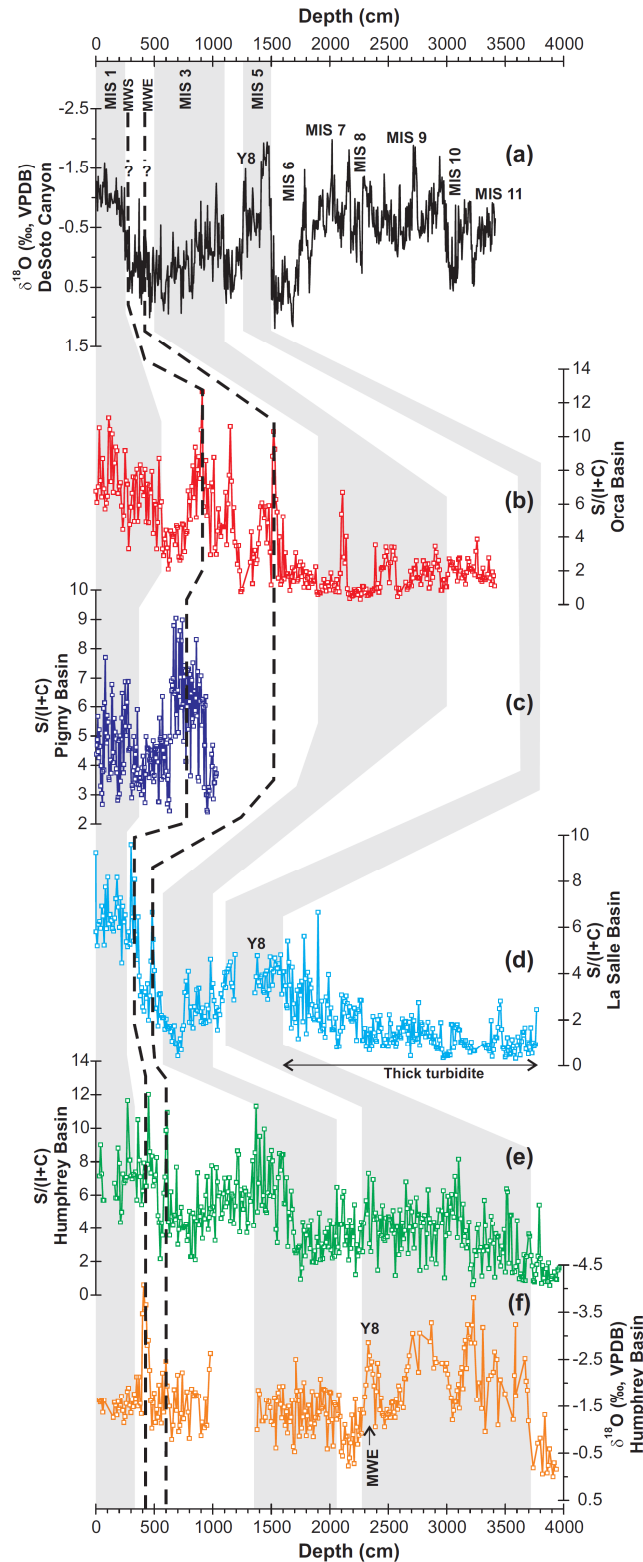 Depth (cm)
0 500 1000 1500 2000 2500 3000 3500 4000
MIS 1
MWS
MWE
MIS 3
MIS 5
-2.5
-1.5
-0.5
0.5
1.5
δ18O (‰, VPDB)
DeSoto Canyon
? ?
Y8
MIS 6
MIS 7
MIS 8
MIS 9
MIS 10
MIS 11
(a)
14
12
10
8
6
4
2
0
S/(I+C)
Orca Basin
(b)
10
9
8
7
6
5
4
3
2
S/(I+C)
Pigmy Basin
(c)
10
8
6
4
2
0
S/(I+C)
La Salle Basin
(d)
Y8
Thick turbidite
14
12
10
8
6
4
2
0
S/(I+C)
Humphrey Basin
(e)
-4.5
-3.5
-2.5
-1.5
-0.5
0.5
δ18O (‰, VPDB)
Humphrey Basin
(f)
Y8
MWE
0 500 1000 1500 2000 2500 3000 3500 4000
Depth (cm)